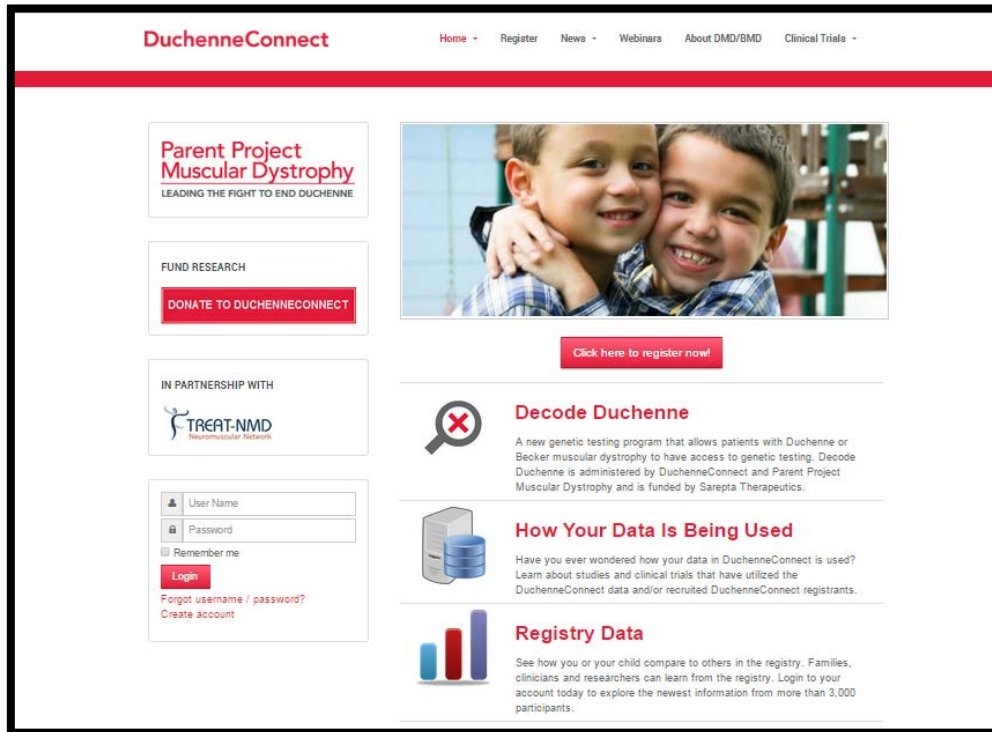 DuchenneConnect
Home
Register
News
Webinars
About DMD/BMD
Clinical Trials
Parent Project
Muscular Dystrophy
LEADING THE FIGHT TO END DUCHENNE
FUND RESEARCH
DONATE TO DUCHENNECONNECT
IN PARTNERSHIP WITH
TREAT-NMD
Neuromuscular Network
User Name
Password
Remember me
Login
Forgot username / password?
Create account
Click here to register now!
Decode Duchenne
A new genetic testing program that allows patients with Duchenne or
Becker muscular dystrophy to have access to genetic testing. Decode
Duchenne is administered by DuchenneConnect and Parent Project
Muscular Dystrophy and is funded by Sarepta Therapeutics.
How Your Data Is Being Used
Have you ever wondered how your data in DuchenneConnect is used?
Learn about studies and clinical trials that have utilized the
DuchenneConnect data and/or recruited DuchenneConnect registrants.
Registry Data
See how you or your child compare to others in the registry. Families,
clinicians and researchers can learn from the registry. Login to your
account today to explore the newest information from more than 3,000
participants.